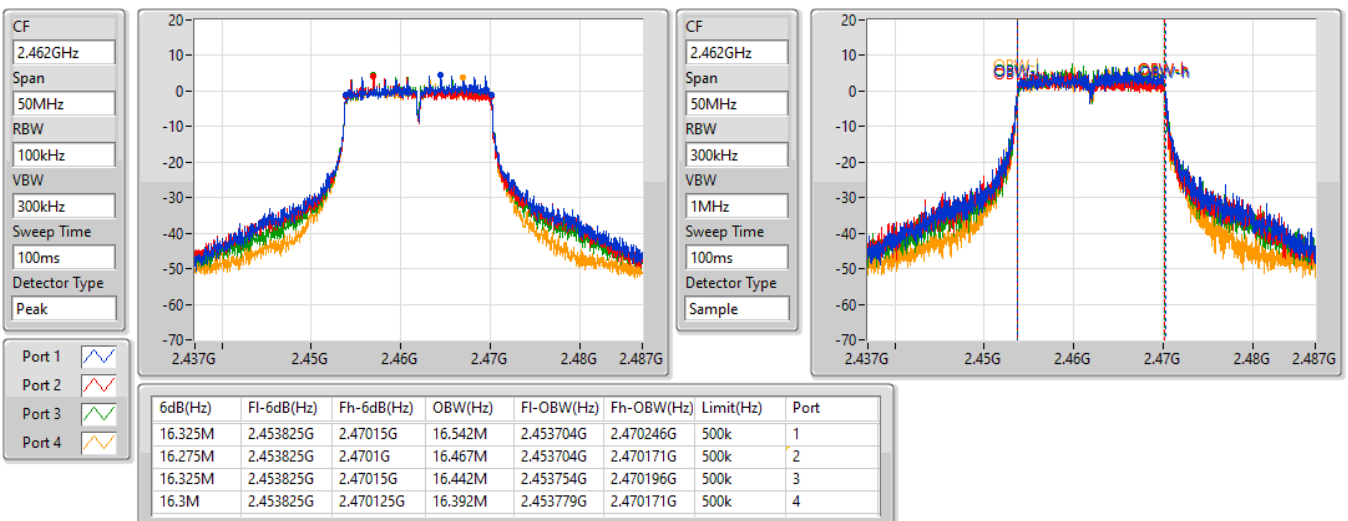 CF
2.462GHz
Span
50MHz
RBW
100kHz
VBW
300kHz
Sweep Time
100ms
Detector Type
Peak
20
10
0
-10
-20
-30
-40
-50
-60
-70
2.437G 2.45G 2.46G 2.47G 2.48G 2.487G
CF
2.462GHz
Span
50MHz
RBW
300kHz
VBW
1MHz
Sweep Time
100ms
Detector Type
Sample
20
10
0
-10
-20
-30
-40
-50
-60
-70
OBW-h
2.437G 2.45G 2.46G 2.47G 2.48G 2.487G
Port 1
Port 2
Port 3
Port 4
6dB(Hz) Fl-6dB(Hz) Fh-6dB(Hz) OBW(Hz) Fl-OBW(Hz) Fh-OBW(Hz) Limit(Hz) Port
16.325M 2.453825G 2.47015G 16.542M 2.453704G 2.470246G 500k 1
16.275M 2.453825G 2.4701G 16.467M 2.453704G 2.470171G 500k 2
16.325M 2.453825G 2.47015G 16.442M 2.453754G 2.470196G 500k 3
16.3M 2.453825G 2.470125G 16.392M 2.453779G 2.470171G 500k 4